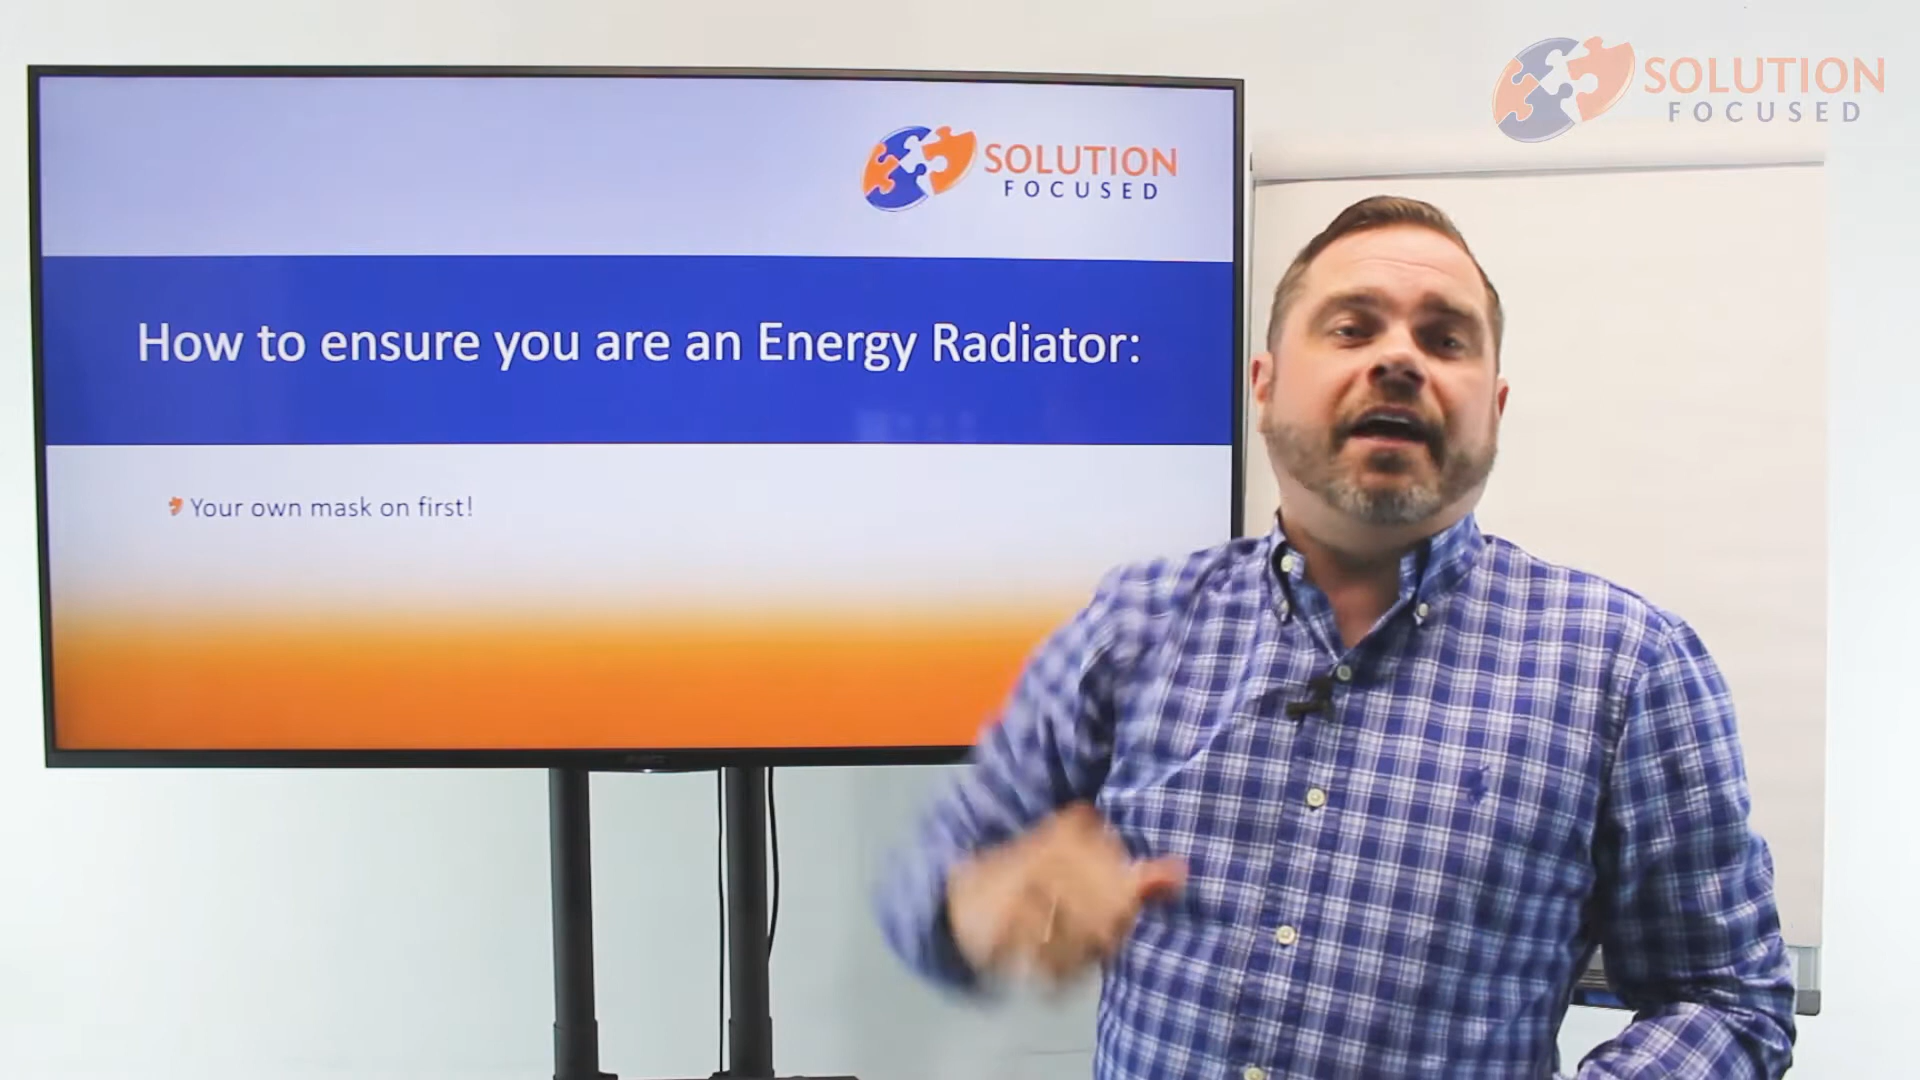 SOLUTION
FOCUSED
SOLUTION
FOCUSED
How to ensure you are an Energy Radiator:
Your own mask on first!